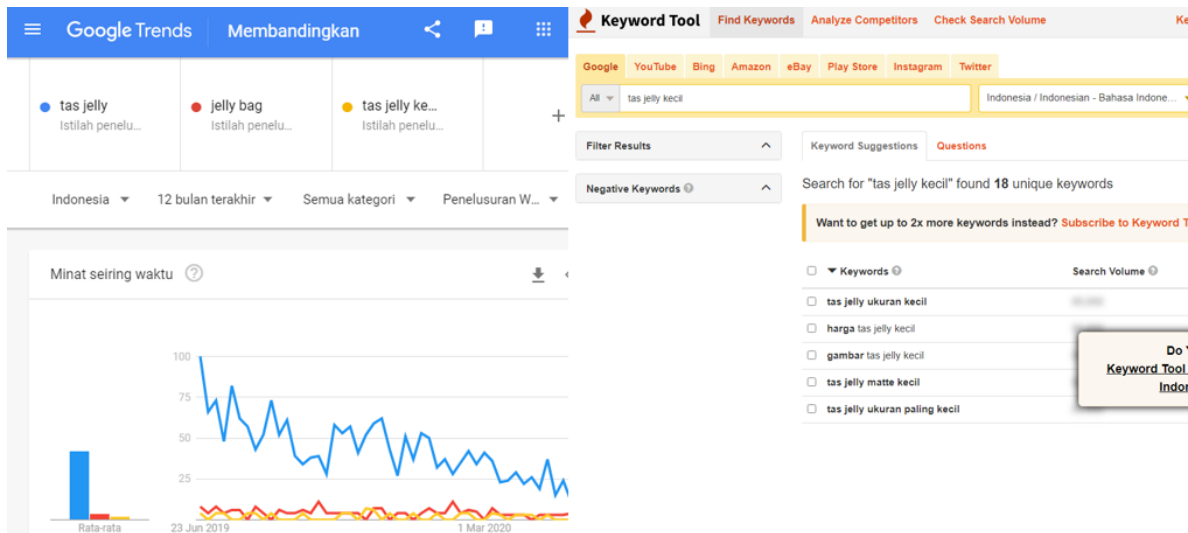 Google Trends
Membandingkan
tas jelly
Istilah penelu...
jelly bag
Istilah penelu...
tas jelly ke...
Istilah penelu...
+
Indonesia
12 bulan terakhir
Semua kategori
Penelusuran W...
Minat seiring waktu
?
100
75
50
25
Rata-rata
23 Jun 2019
1 Mar 2020
Keyword Tool
Find Keywords
Analyze Competitors
Check Search Volume
Ke
Google
YouTube
Bing
Amazon
eBay
Play Store
Instagram
Twitter
All
tas jelly kecil
Indonesia / Indonesian - Bahasa Indone...
Filter Results
Negative Keywords ?
Keyword Suggestions
Questions
Search for "tas jelly kecil" found 18 unique keywords
Want to get up to 2x more keywords instead? Subscribe to Keyword T
Keywords ?
Search Volume ?
tas jelly ukuran kecil
harga tas jelly kecil
gambar tas jelly kecil
tas jelly matte kecil
tas jelly ukuran paling kecil
Do Y
Keyword Tool
Indon